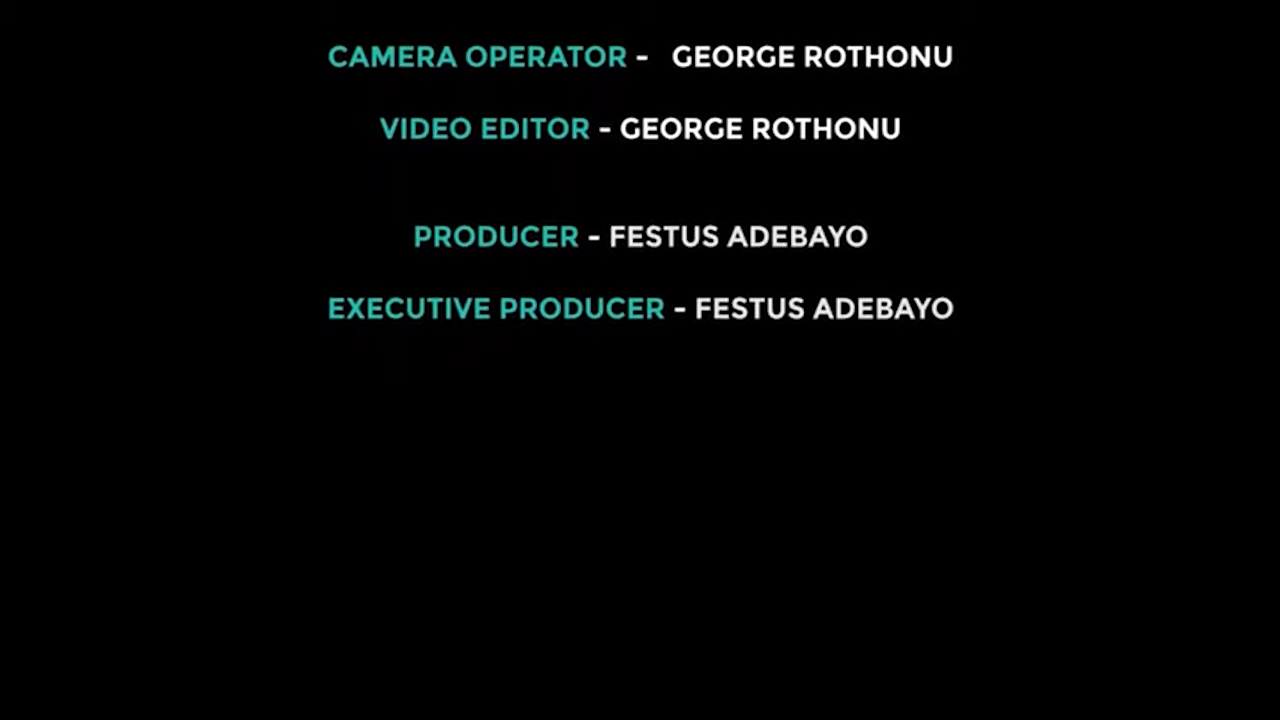 CAMERA OPERATOR - GEORGE ROTHONU
VIDEO EDITOR - GEORGE ROTHONU
PRODUCER - FESTUS ADEBAYO
EXECUTIVE PRODUCER - FESTUS ADEBAYO